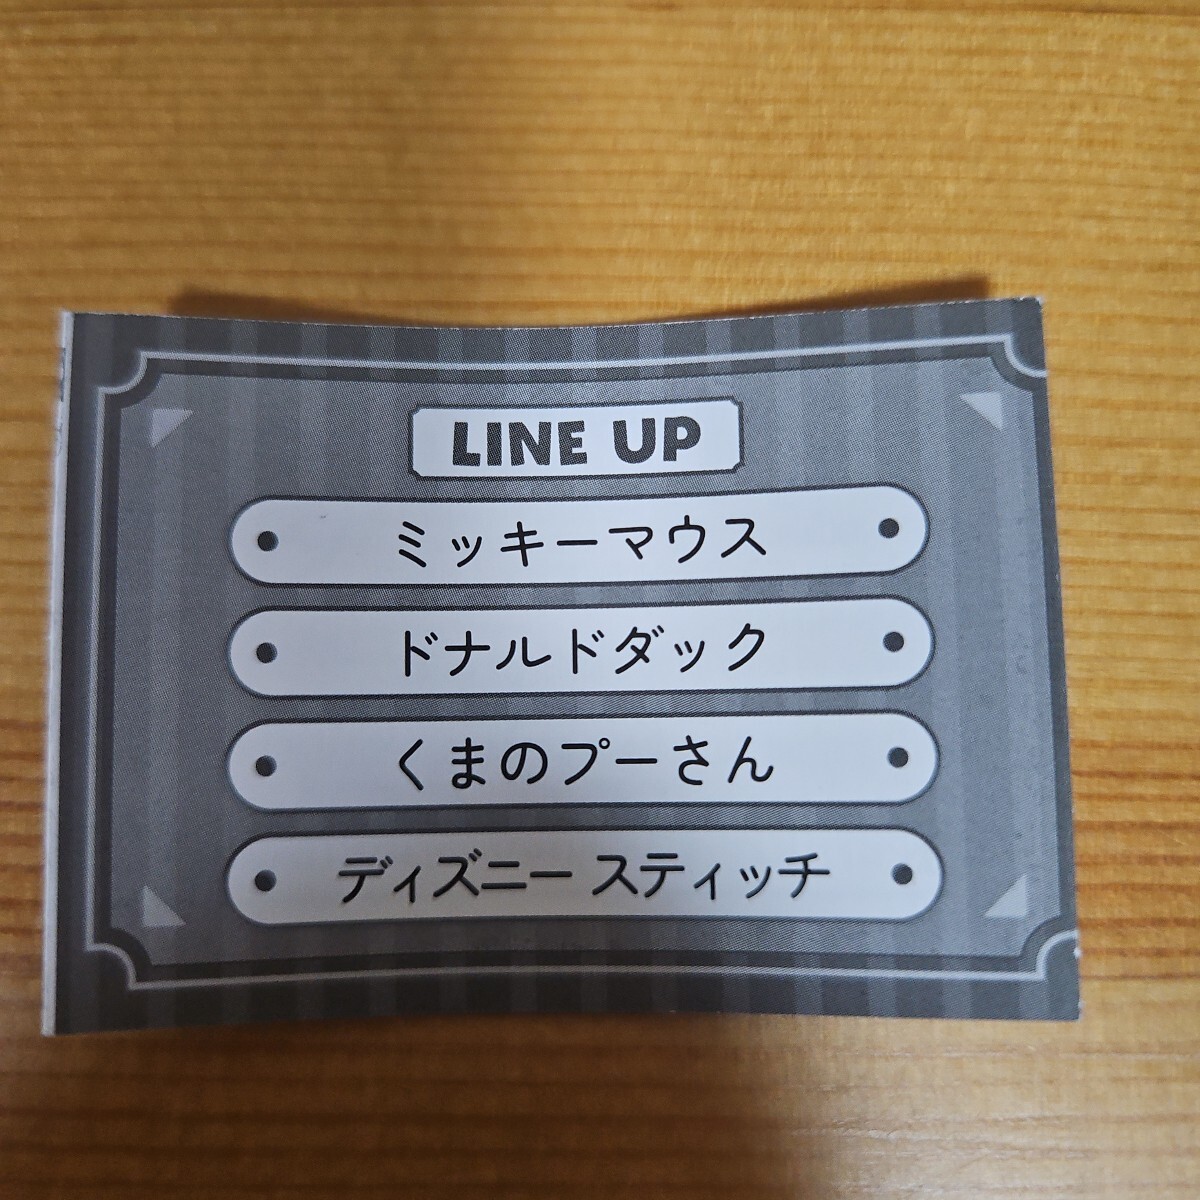 LINE UP
ミッキーマウス
ドナルドダック
くまのプーさん
ディズニー スティッチ